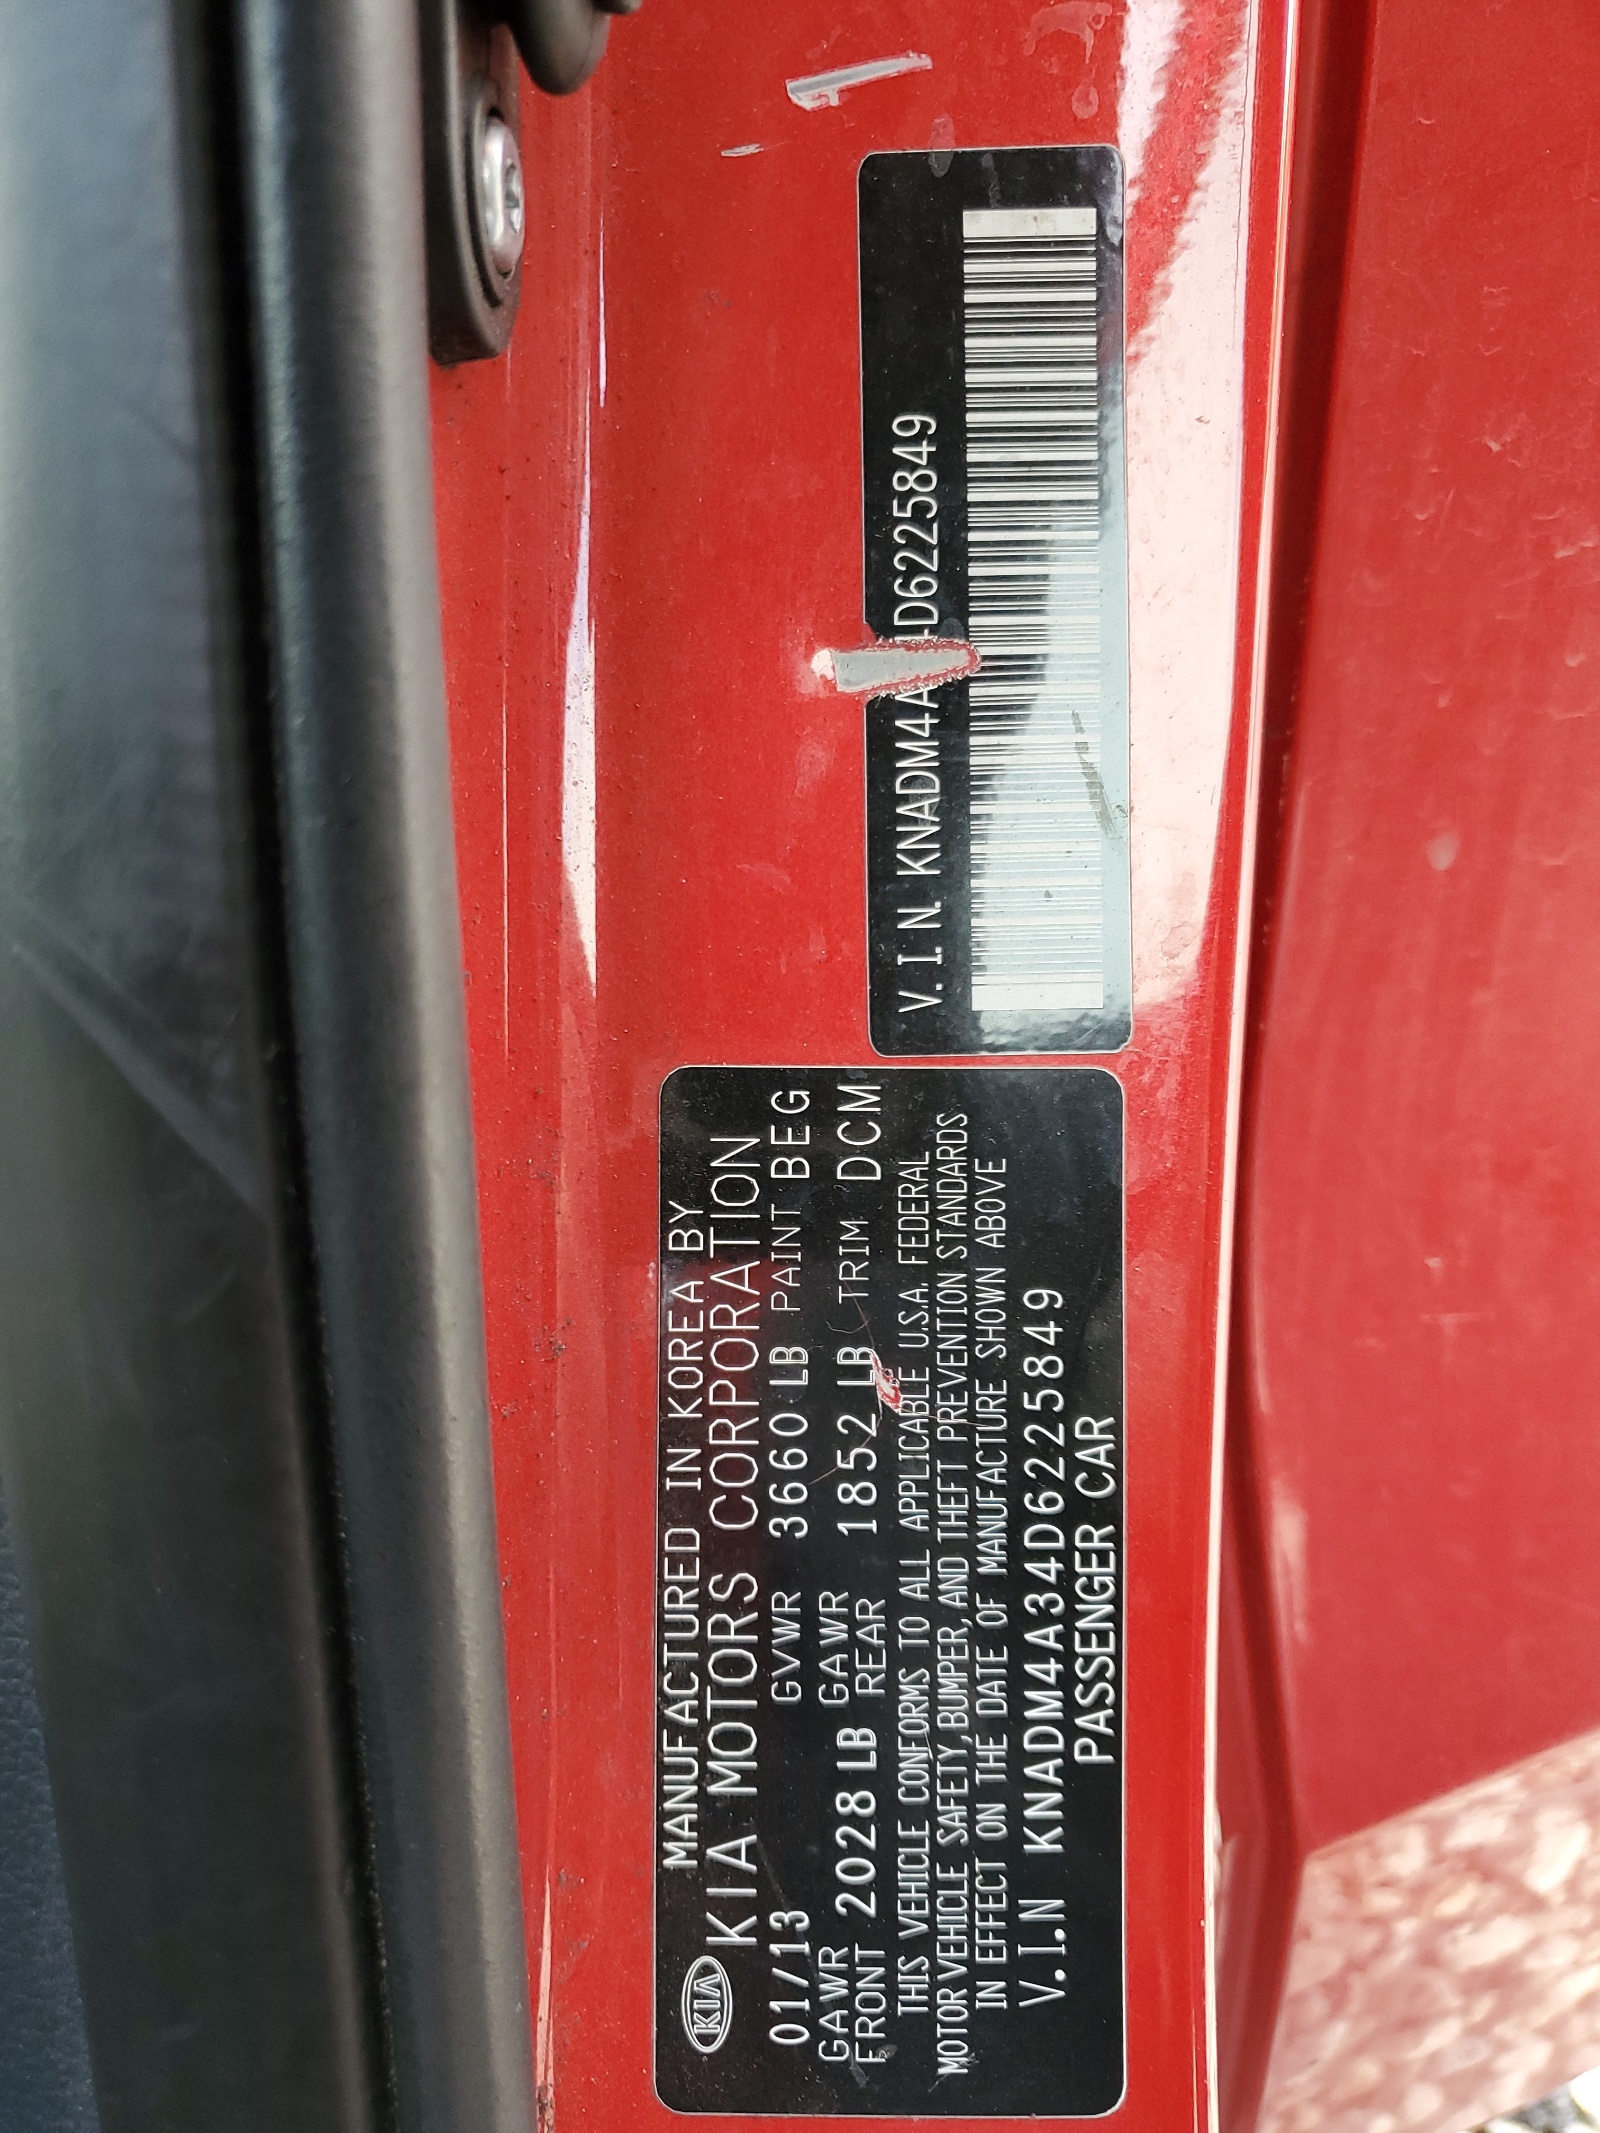 KIA
MANUFACTURED IN KOREA BY
KIA MOTORS CORPORATION
01/13 GVWR 3660 LB PAINT BEG
GAWR FRONT 2028 LB GAWR REAR 1852 LB TRIM DCM
THIS VEHICLE CONFORMS TO ALL APPLICABLE U.S.A. FEDERAL
MOTOR VEHICLE SAFETY, BUMPER, AND THEFT PREVENTION STANDARDS
IN EFFECT ON THE DATE OF MANUFACTURE SHOWN ABOVE
V.I.N KNADM4A34D6225849
PASSENGER CAR
V.I.N. KNADM4A 4D6225849